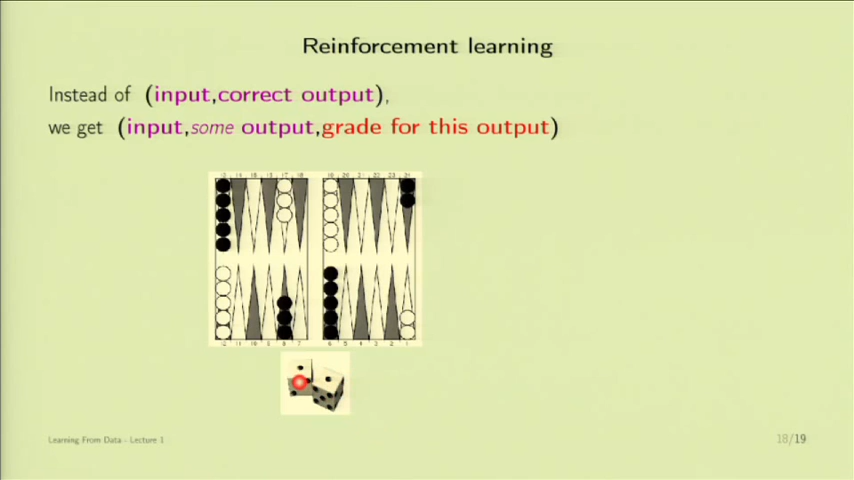 Reinforcement learning
Instead of (input,correct output),
we get (input,some output,grade for this output)
Learning From Data - Lecture 1
18/19